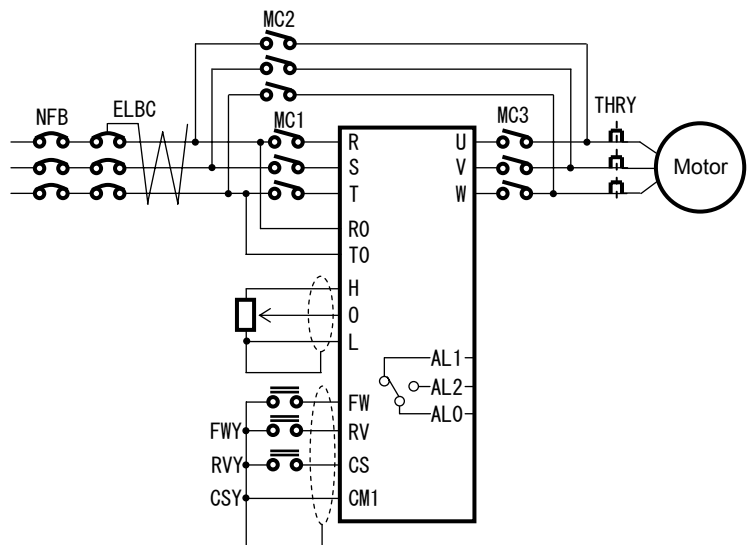 MC2
NFB ELBC MC1 MC3 THRY
R U
S V Motor
T W
R0
T0
H
O
L
AL1
AL2
AL0
FW
FWY RV
RVY CS
CSY CM1